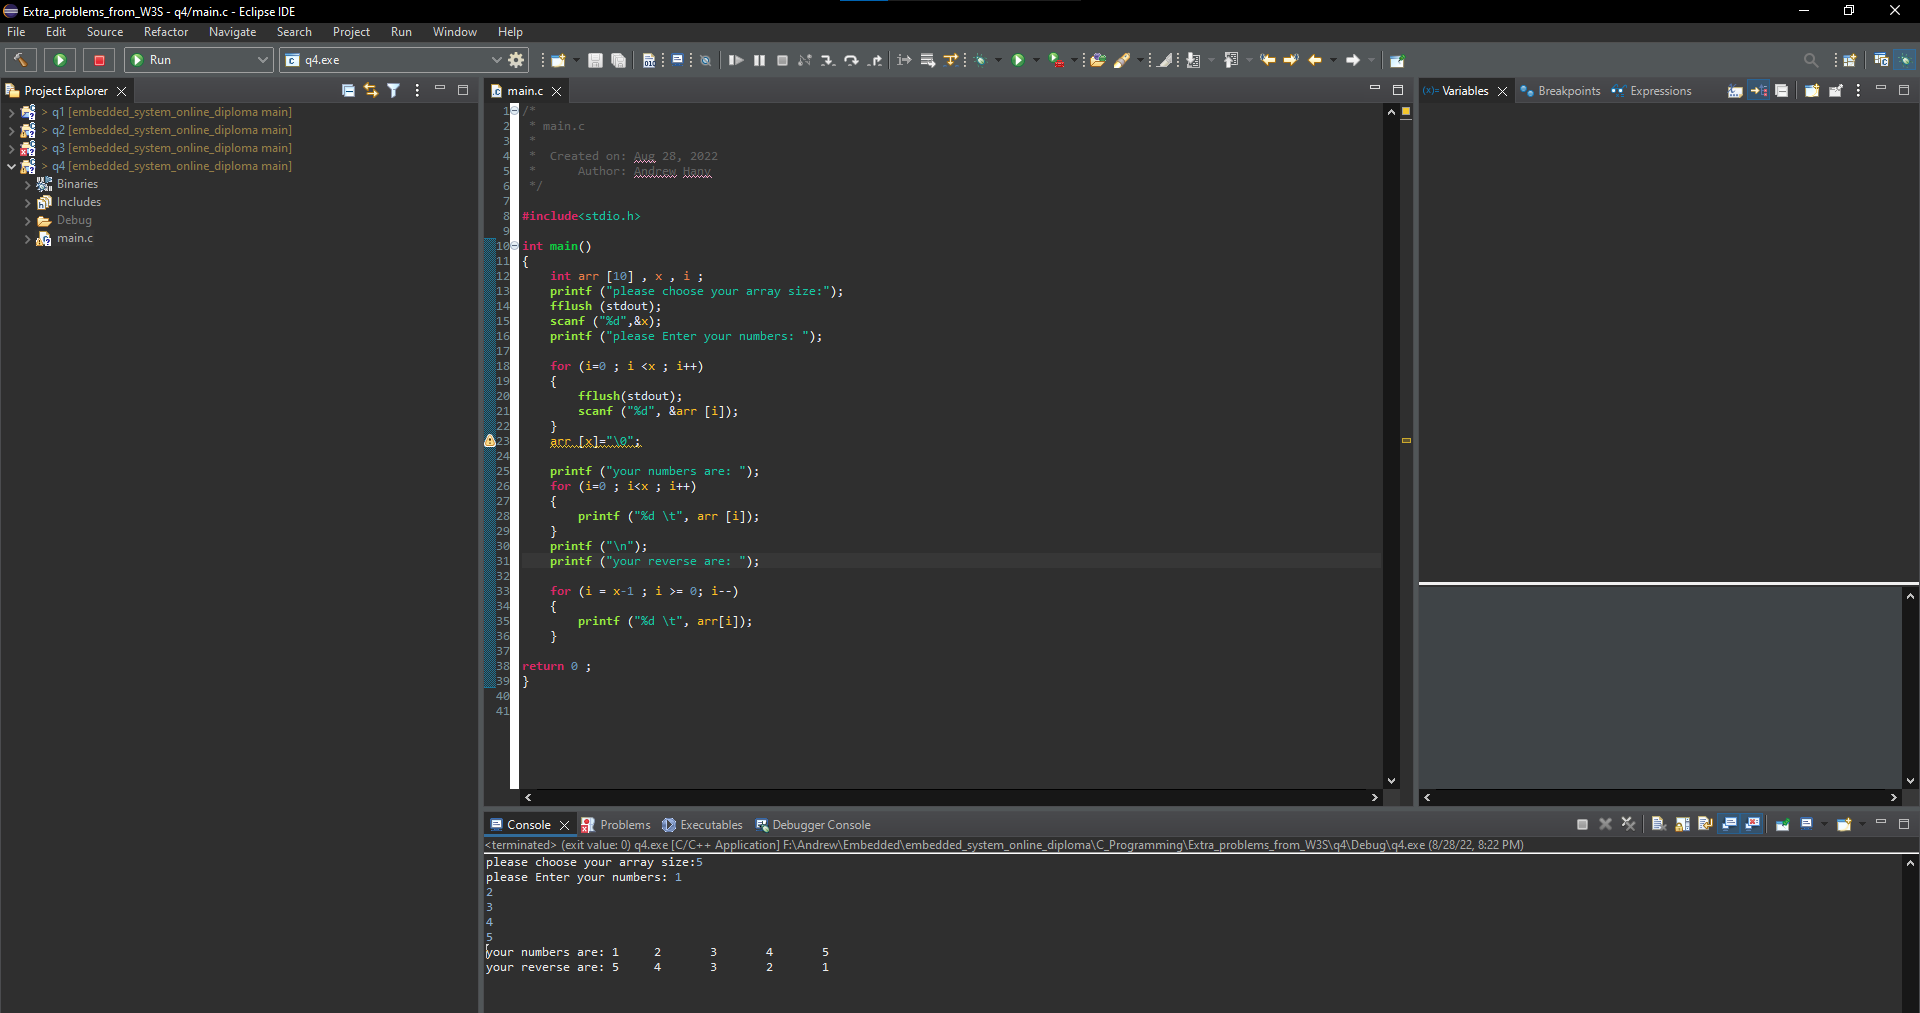 Extra_problems_from_W3S - q4/main.c - Eclipse IDE
File Edit Source Refactor Navigate Search Project Run Window Help
Run q4.exe
Project Explorer
> q1 [embedded_system_online_diploma main]
> q2 [embedded_system_online_diploma main]
> q3 [embedded_system_online_diploma main]
> q4 [embedded_system_online_diploma main]
Binaries
Includes
Debug
main.c
main.c
1 /*
2 * main.c
3 *
4 * Created on: Aug 28, 2022
5 * Author: Andrew Hany
6 */
7
8 #include<stdio.h>
9
10 int main()
11 {
12 int arr [10] , x , i ;
13 printf ("please choose your array size:");
14 fflush (stdout);
15 scanf ("%d",&x);
16 printf ("please Enter your numbers: ");
17
18 for (i=0 ; i <x ; i++)
19 {
20 fflush(stdout);
21 scanf ("%d", &arr [i]);
22 }
23 arr [x]="\0";
24
25 printf ("your numbers are: ");
26 for (i=0 ; i<x ; i++)
27 {
28 printf ("%d \t", arr [i]);
29 }
30 printf ("\n");
31 printf ("your reverse are: ");
32
33 for (i = x-1 ; i >= 0; i--)
34 {
35 printf ("%d \t", arr[i]);
36 }
37
38 return 0 ;
39 }
40
41
(x)= Variables Breakpoints Expressions
Console Problems Executables Debugger Console
<terminated> (exit value: 0) q4.exe [C/C++ Application] F:\Andrew\Embedded\embedded_system_online_diploma\C_Programming\Extra_problems_from_W3S\q4\Debug\q4.exe (8/28/22, 8:22 PM)
please choose your array size:5
please Enter your numbers: 1
2
3
4
5
your numbers are: 1 2 3 4 5
your reverse are: 5 4 3 2 1